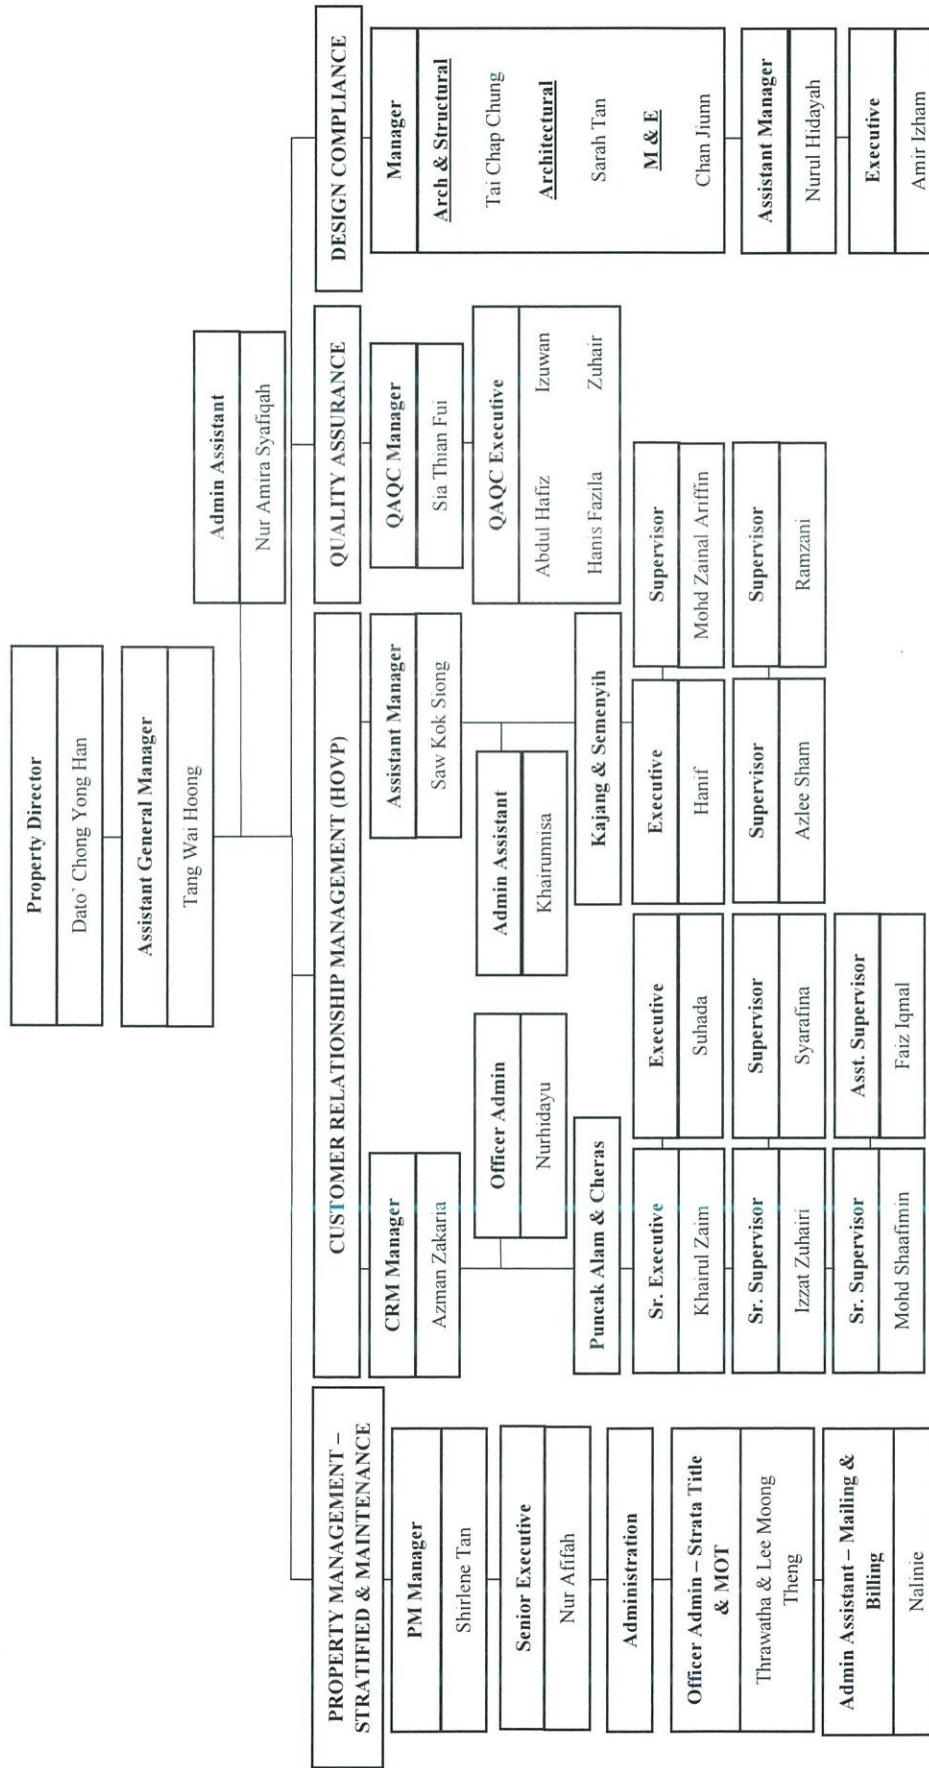 Property Director
Dato' Chong Yong Han
Assistant General Manager
Tang Wai Hoong
Admin Assistant
Nur Amira Syafiqah
PROPERTY MANAGEMENT –
STRATIFIED & MAINTENANCE
PM Manager
Shirlene Tan
Senior Executive
Nur Afifah
Administration
Officer Admin – Strata Title
& MOT
Thrawatha & Lee Moong
Theng
Admin Assistant – Mailing &
Billing
Nalinie
CUSTOMER RELATIONSHIP MANAGEMENT (HOVP)
CRM Manager
Azman Zakaria
Officer Admin
Nurhidayu
Puncak Alam & Cheras
Sr. Executive
Khairul Zaim
Executive
Suhada
Sr. Supervisor
Izzat Zuhairi
Supervisor
Syarafina
Sr. Supervisor
Mohd Shaafimin
Asst. Supervisor
Faiz Iqmal
Assistant Manager
Saw Kok Siong
Admin Assistant
Khairunnisa
Kajang & Semenyih
Executive
Hanif
Supervisor
Mohd Zainal Ariffin
Supervisor
Azlee Sham
Supervisor
Ramzani
QUALITY ASSURANCE
QAQC Manager
Sia Thian Fui
QAQC Executive
Abdul Hafiz Izuwan
Hanis Fazila Zuhair
DESIGN COMPLIANCE
Manager
Arch & Structural
Tai Chap Chung
Architectural
Sarah Tan
M & E
Chan Jiunn
Assistant Manager
Nurul Hidayah
Executive
Amir Izham